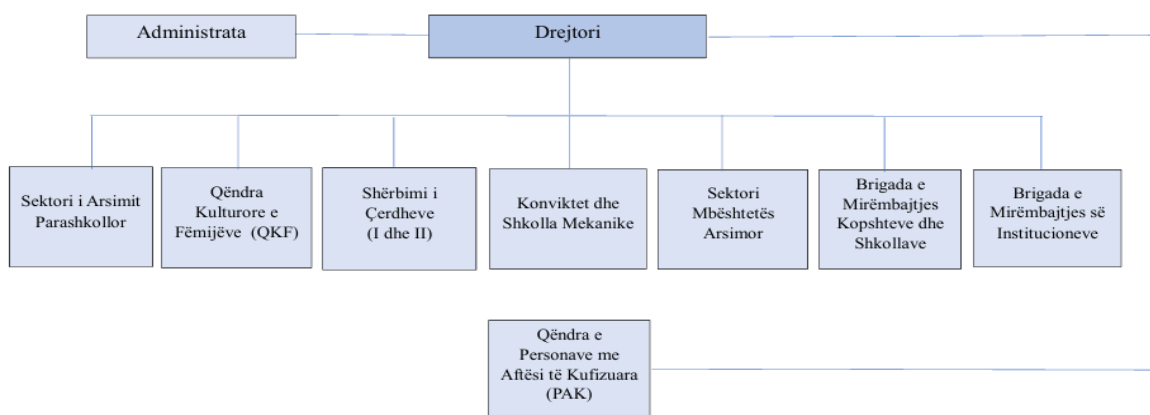 Administrata
Drejtori
Sektori i Arsimit
Parashkollor
Qëndra
Kulturore e
Fëmijëve (QKF)
Shërbimi i
Çerdheve
(I dhe II)
Konviktet dhe
Shkolla Mekanike
Sektori
Mbështetës
Arsimor
Brigada e
Mirëmbajtjes
Kopshteve dhe
Shkollave
Brigada e
Mirëmbajtjes së
Institucioneve
Qëndra e
Personave me
Aftësi të Kufizuara
(PAK)